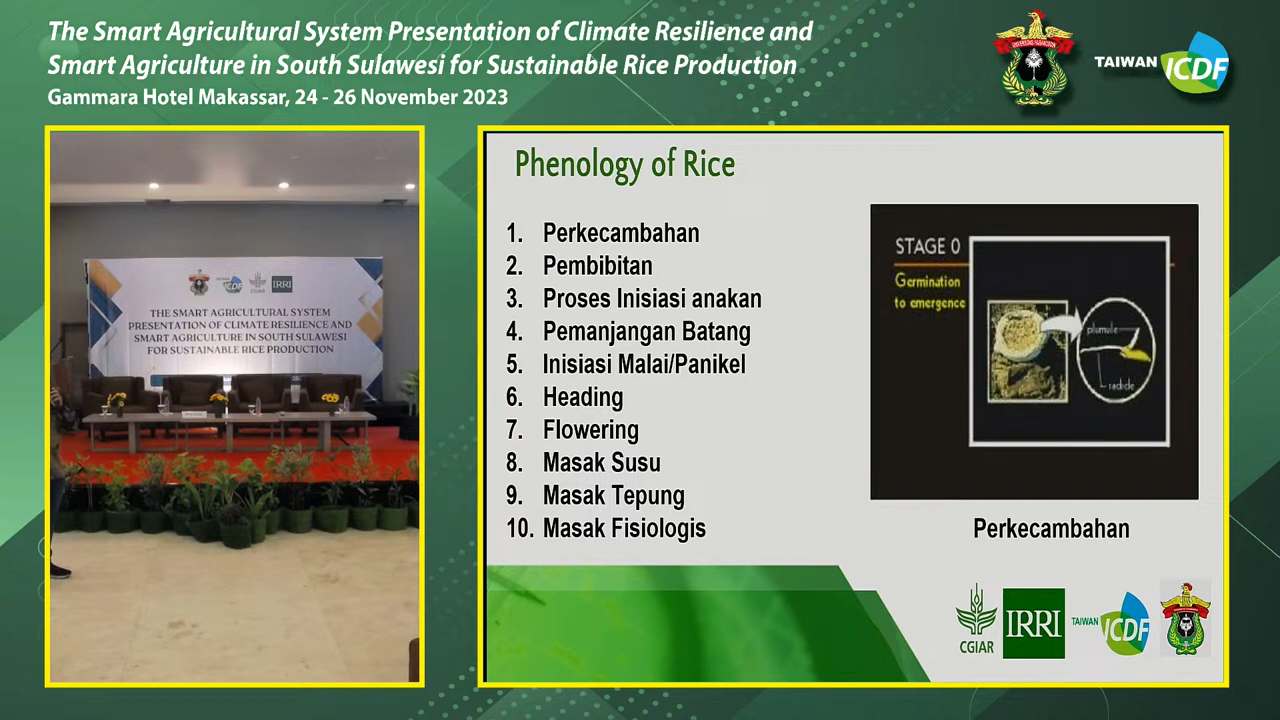 The Smart Agricultural System Presentation of Climate Resilience and
Smart Agriculture in South Sulawesi for Sustainable Rice Production
Gammara Hotel Makassar, 24 - 26 November 2023
TAIWAN ICDF
ICDF
CGIAR
IRRI
THE SMART AGRICULTURAL SYSTEM
PRESENTATION OF CLIMATE RESILIENCE AND
SMART AGRICULTURE IN SOUTH SULAWESI
FOR SUSTAINABLE RICE PRODUCTION
Phenology of Rice
1. Perkecambahan
2. Pembibitan
3. Proses Inisiasi anakan
4. Pemanjangan Batang
5. Inisiasi Malai/Panikel
6. Heading
7. Flowering
8. Masak Susu
9. Masak Tepung
10. Masak Fisiologis
STAGE 0
Germination
to emergence
plumule
radicle
Perkecambahan
CGIAR
IRRI
TAIWAN ICDF